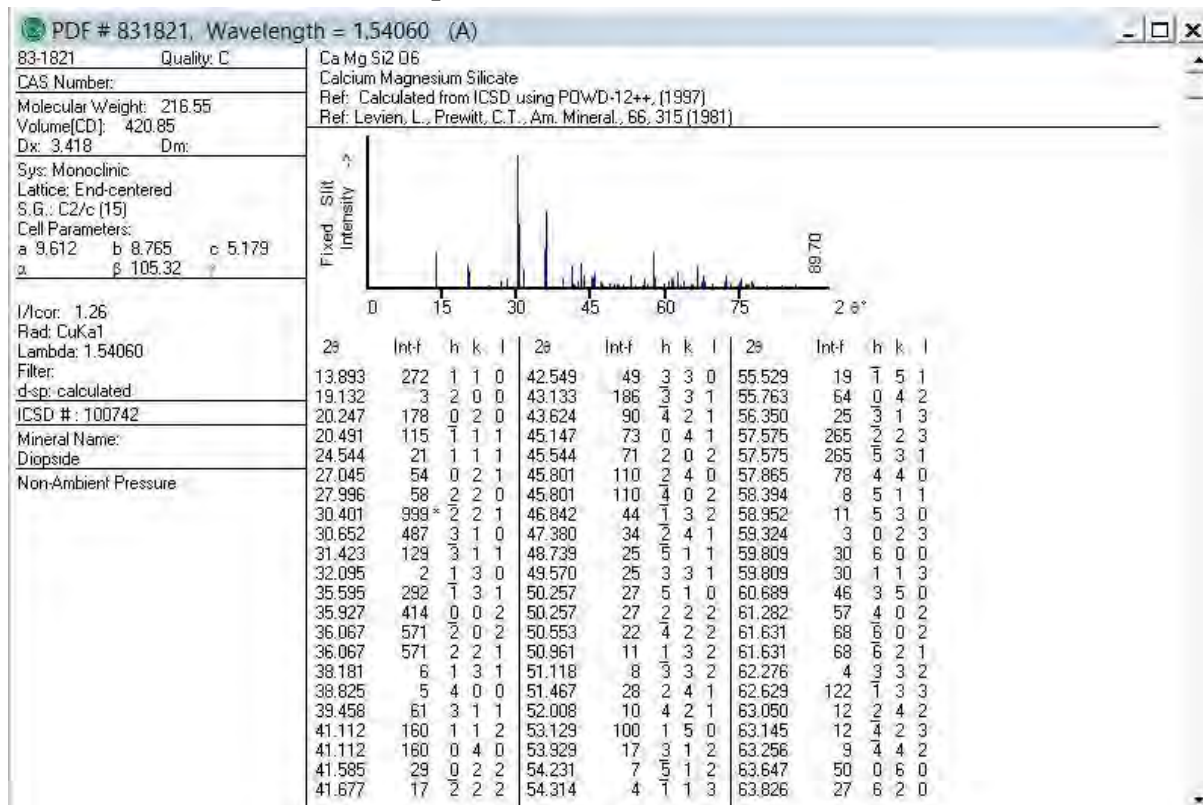 PDF # 831821, Wavelength = 1.54060 (A)
83-1821 Quality: C
CAS Number:
Molecular Weight: 216.55
Volume[CD]: 420.85
Dx: 3.418 Dm:
Sys: Monoclinic
Lattice: End-centered
S.G.: C2/c (15)
Cell Parameters:
a 9.612 b 8.765 c 5.179
α β 105.32 γ
I/Icor: 1.26
Rad: CuKa1
Lambda: 1.54060
Filter:
d-sp: calculated
ICSD # : 100742
Mineral Name:
Diopside
Non-Ambient Pressure
Ca Mg Si2 O6
Calcium Magnesium Silicate
Ref: Calculated from ICSD using POWD-12++, (1997)
Ref: Levien, L., Prewitt, C.T., Am. Mineral., 66, 315 (1981)
Fixed Slit
Intensity ->
89.70
0 15 30 45 60 75 2 θ°
2θ Int-f h k l 2θ Int-f h k l 2θ Int-f h k l
13.893 272 1 1 0 42.549 49 3 3 0 55.529 19 1̅ 5 1
19.132 3 2 0 0 43.133 186 3̅ 3 1 55.763 64 0 4 2
20.247 178 0 2 0 43.624 90 4̅ 2 1 56.350 25 3̅ 1 3
20.491 115 1̅ 1 1 45.147 73 0 4 1 57.575 265 2̅ 2 3
24.544 21 1 1 1 45.544 71 2 0 2 57.575 265 5̅ 3 1
27.045 54 0 2 1 45.801 110 2 4 0 57.865 78 4 4 0
27.996 58 2 2 0 45.801 110 4̅ 0 2 58.394 8 5 1 1
30.401 999 * 2̅ 2 1 46.842 44 1̅ 3 2 58.952 11 5 3 0
30.652 487 3 1 0 47.380 34 2̅ 4 1 59.324 3 0 2 3
31.423 129 3̅ 1 1 48.739 25 5̅ 1 1 59.809 30 6 0 0
32.095 2 1 3 0 49.570 25 3 3 1 59.809 30 1 1 3
35.595 292 1̅ 3 1 50.257 27 5 1 0 60.689 46 3 5 0
35.927 414 0 0 2 50.257 27 2 2 2 61.282 57 4 0 2
36.067 571 2̅ 0 2 50.553 22 4̅ 2 2 61.631 68 6̅ 0 2
36.067 571 2 2 1 50.961 11 1 3 2 61.631 68 6̅ 2 1
38.181 6 1 3 1 51.118 8 3̅ 3 2 62.276 4 3 3 2
38.825 5 4 0 0 51.467 28 2 4 1 62.629 122 1̅ 3 3
39.458 61 3 1 1 52.008 10 4 2 1 63.050 12 2 4 2
41.112 160 1 1 2 53.129 100 1 5 0 63.145 12 4̅ 2 3
41.112 160 0 4 0 53.929 17 3 1 2 63.256 9 4̅ 4 2
41.585 29 0 2 2 54.231 7 5̅ 1 2 63.647 50 0 6 0
41.677 17 2̅ 2 2 54.314 4 1̅ 1 3 63.826 27 6 2 0